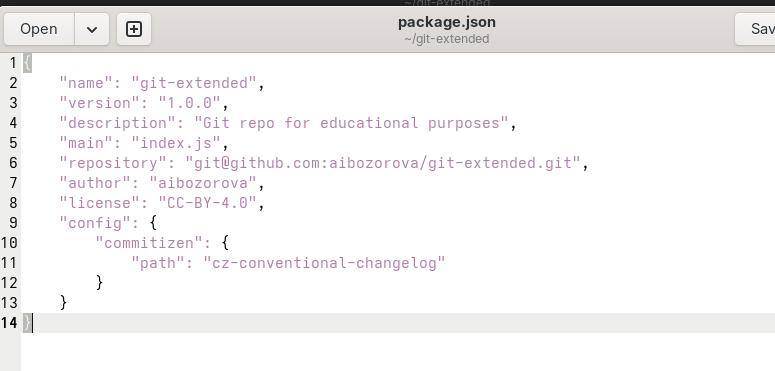 ~/git-extended
Open
package.json
~/git-extended
1 {
2     "name": "git-extended",
3     "version": "1.0.0",
4     "description": "Git repo for educational purposes",
5     "main": "index.js",
6     "repository": "git@github.com:aibozorova/git-extended.git",
7     "author": "aibozorova",
8     "license": "CC-BY-4.0",
9     "config": {
10         "commitizen": {
11             "path": "cz-conventional-changelog"
12         }
13     }
14 }